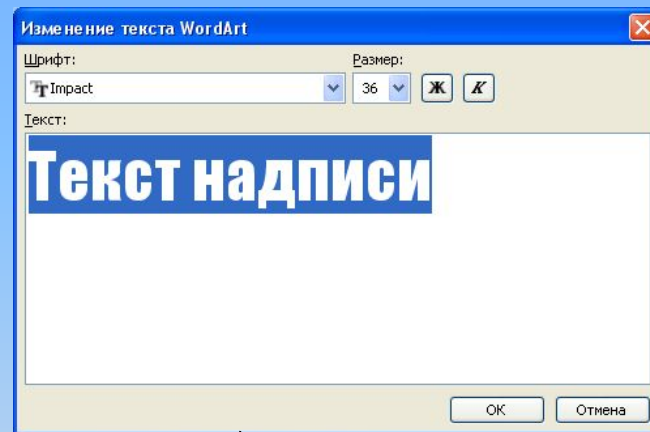 Изменение текста WordArt
Шрифт:
Размер:
Impact
36
Ж
К
Текст:
Текст надписи
ОК
Отмена